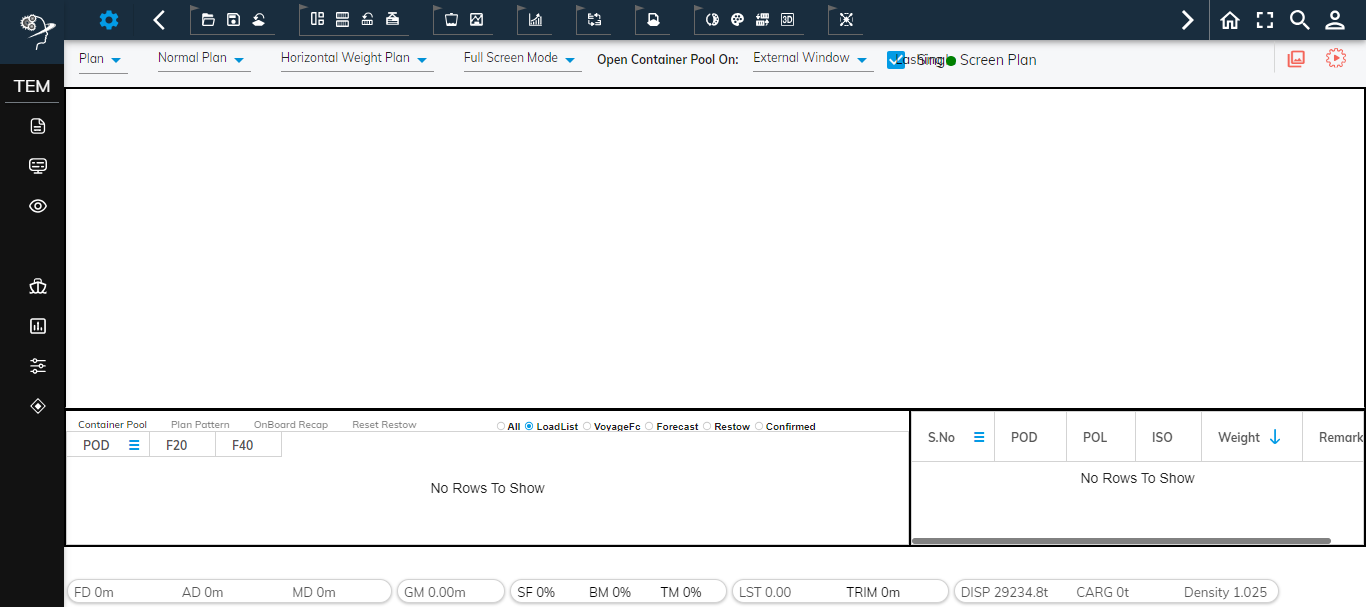 3D
Plan Normal Plan Horizontal Weight Plan Full Screen Mode Open Container Pool On: External Window Lashing Single Screen Plan
TEM
Container Pool Plan Pattern OnBoard Recap Reset Restow All LoadList VoyageFc Forecast Restow Confirmed
POD F20 F40
No Rows To Show
S.No POD POL ISO Weight Remark
No Rows To Show
FD 0m AD 0m MD 0m GM 0.00m SF 0% BM 0% TM 0% LST 0.00 TRIM 0m DISP 29234.8t CARG 0t Density 1.025